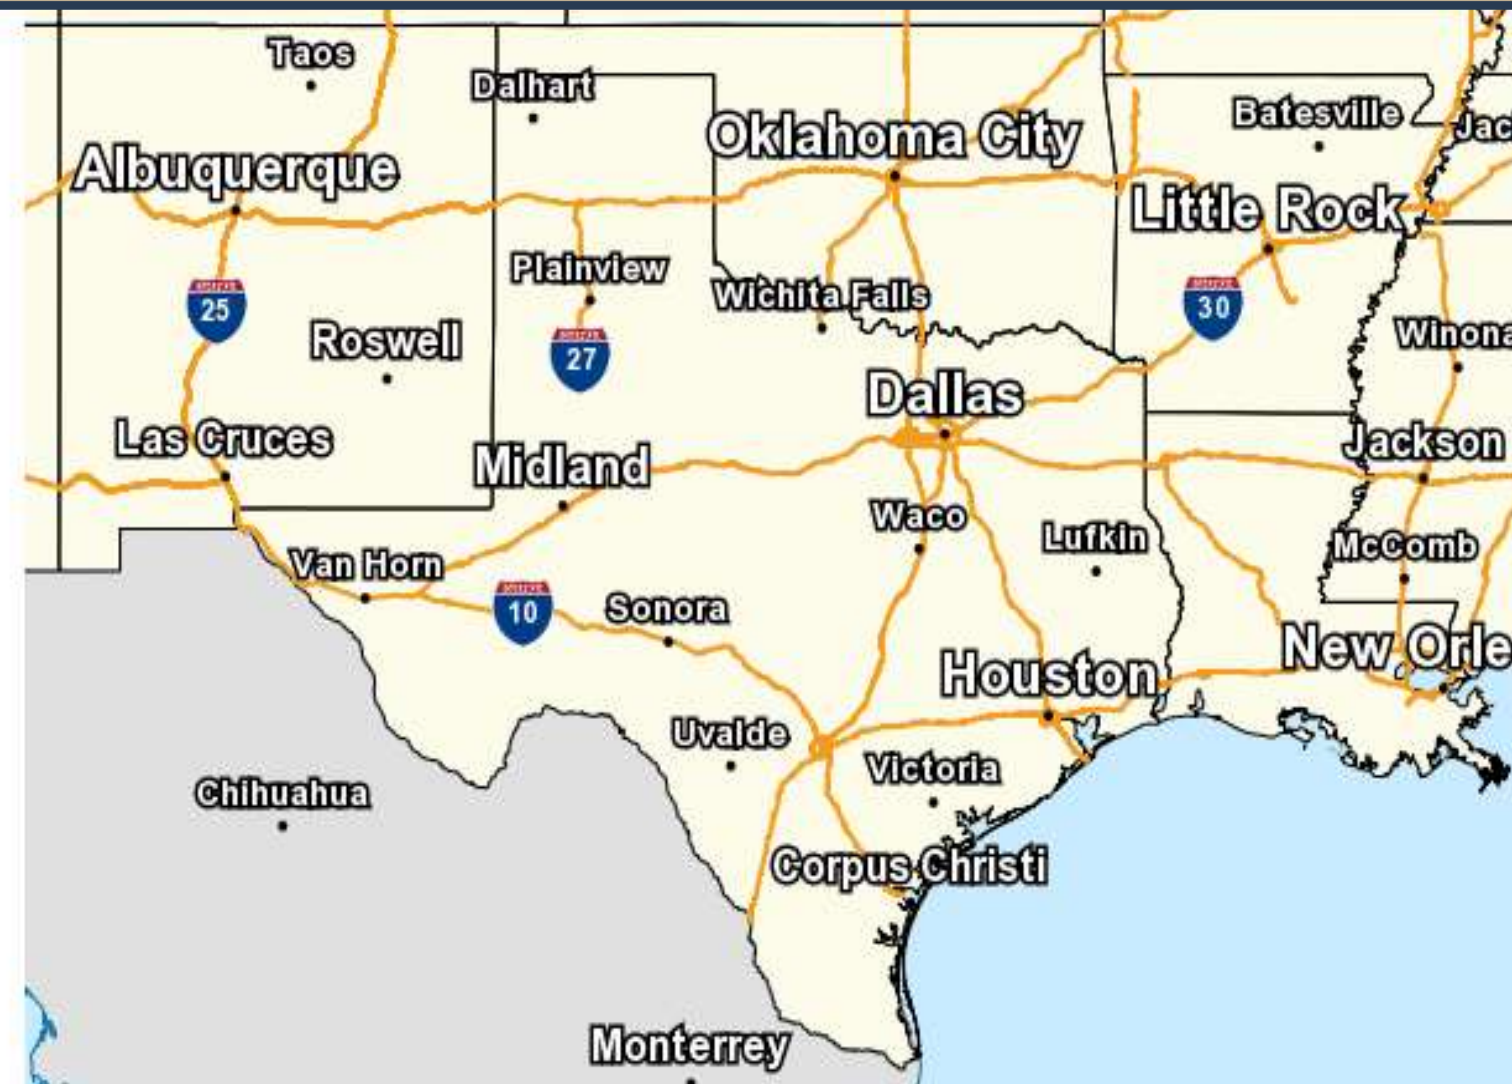 Taos
Dalhart
Batesville
Oklahoma City
Jac
Albuquerque
Little Rock
Plainview
Wichita Falls
25
30
Roswell
27
Winona
Dallas
Las Cruces
Jackson
Midland
Waco
Lufkin
McComb
Van Horn
10
Sonora
New Orle
Houston
Uvalde
Victoria
Chihuahua
Corpus Christi
Monterrey